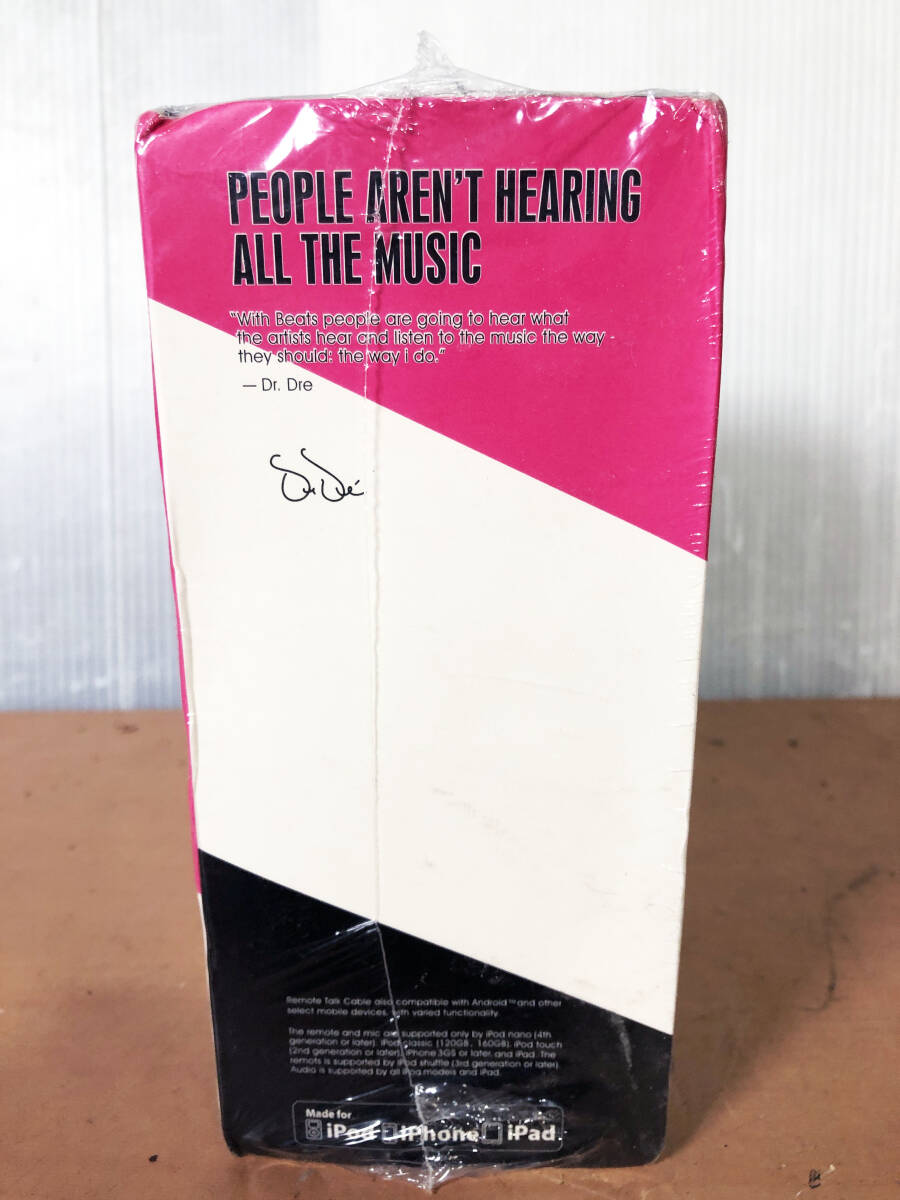 PEOPLE AREN'T HEARING
ALL THE MUSIC
"With Beats people are going to hear what
the artists hear and listen to the music the way
they should: the way i do."
— Dr. Dre
Remote Talk Cable also compatible with Android™ and other
select mobile devices, with varied functionality.
The remote and mic are supported only by iPod nano (4th
generation or later), iPod classic (120GB, 160GB), iPod touch
(2nd generation or later), iPhone 3GS or later, and iPad. The
remots is supported by iPod shuffle (3rd generation or later).
Audio is supported by all iPod models and iPad.
Made for
iPod iPhone iPad